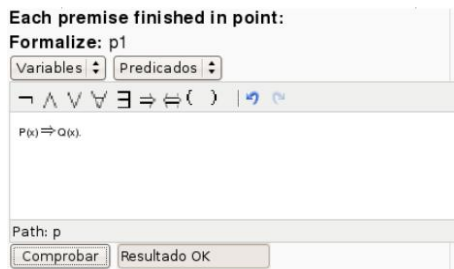 Each premise finished in point:
Formalize: p1
Variables Predicados
¬ ∧ ∨ ∀ ∃ ⇒ ⇔ ( ) |
P(x)⇒Q(x).
Path: p
Comprobar Resultado OK